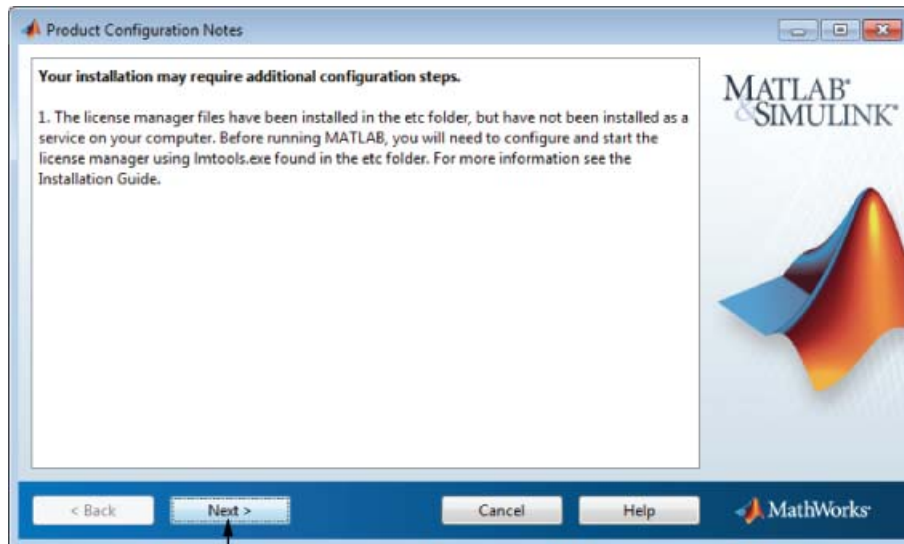 Product Configuration Notes
Your installation may require additional configuration steps.
1. The license manager files have been installed in the etc folder, but have not been installed as a
service on your computer. Before running MATLAB, you will need to configure and start the
license manager using lmtools.exe found in the etc folder. For more information see the
Installation Guide.
MATLAB®
&SIMULINK®
< Back
Next >
Cancel
Help
MathWorks®